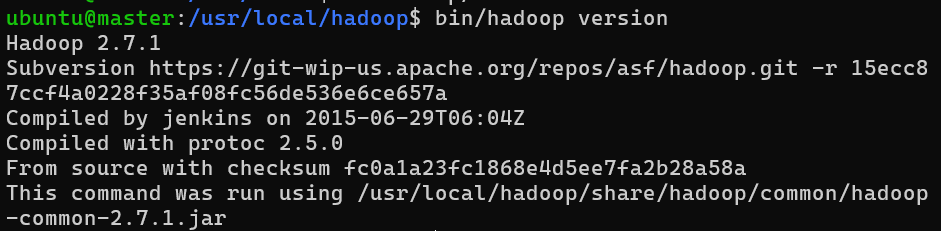 ubuntu@master:/usr/local/hadoop$ bin/hadoop version
Hadoop 2.7.1
Subversion https://git-wip-us.apache.org/repos/asf/hadoop.git -r 15ecc8
7ccf4a0228f35af08fc56de536e6ce657a
Compiled by jenkins on 2015-06-29T06:04Z
Compiled with protoc 2.5.0
From source with checksum fc0a1a23fc1868e4d5ee7fa2b28a58a
This command was run using /usr/local/hadoop/share/hadoop/common/hadoop
-common-2.7.1.jar